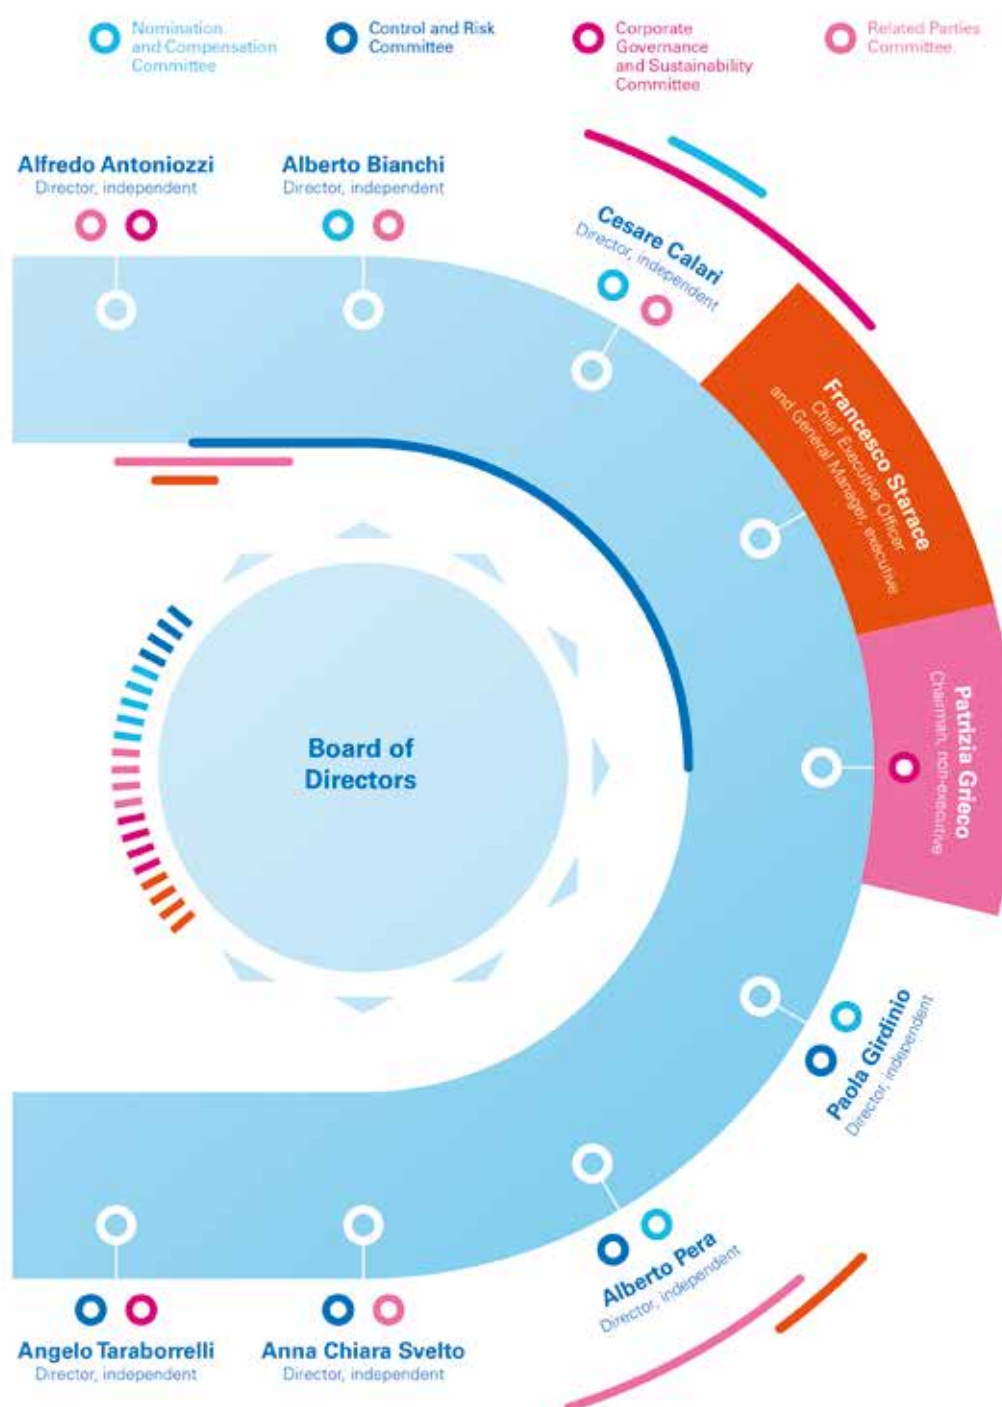 Nomination
and Compensation
Committee
Control and Risk
Committee
Corporate
Governance
and Sustainability
Committee
Related Parties
Committee
Alfredo Antoniozzi
Director, independent
Alberto Bianchi
Director, independent
Cesare Calari
Director, independent
Francesco Starace
Chief Executive Officer
and General Manager, executive
Patrizia Grieco
Chairman, non-executive
Board of
Directors
Paola Girdinio
Director, independent
Alberto Pera
Director, independent
Angelo Taraborrelli
Director, independent
Anna Chiara Svelto
Director, independent